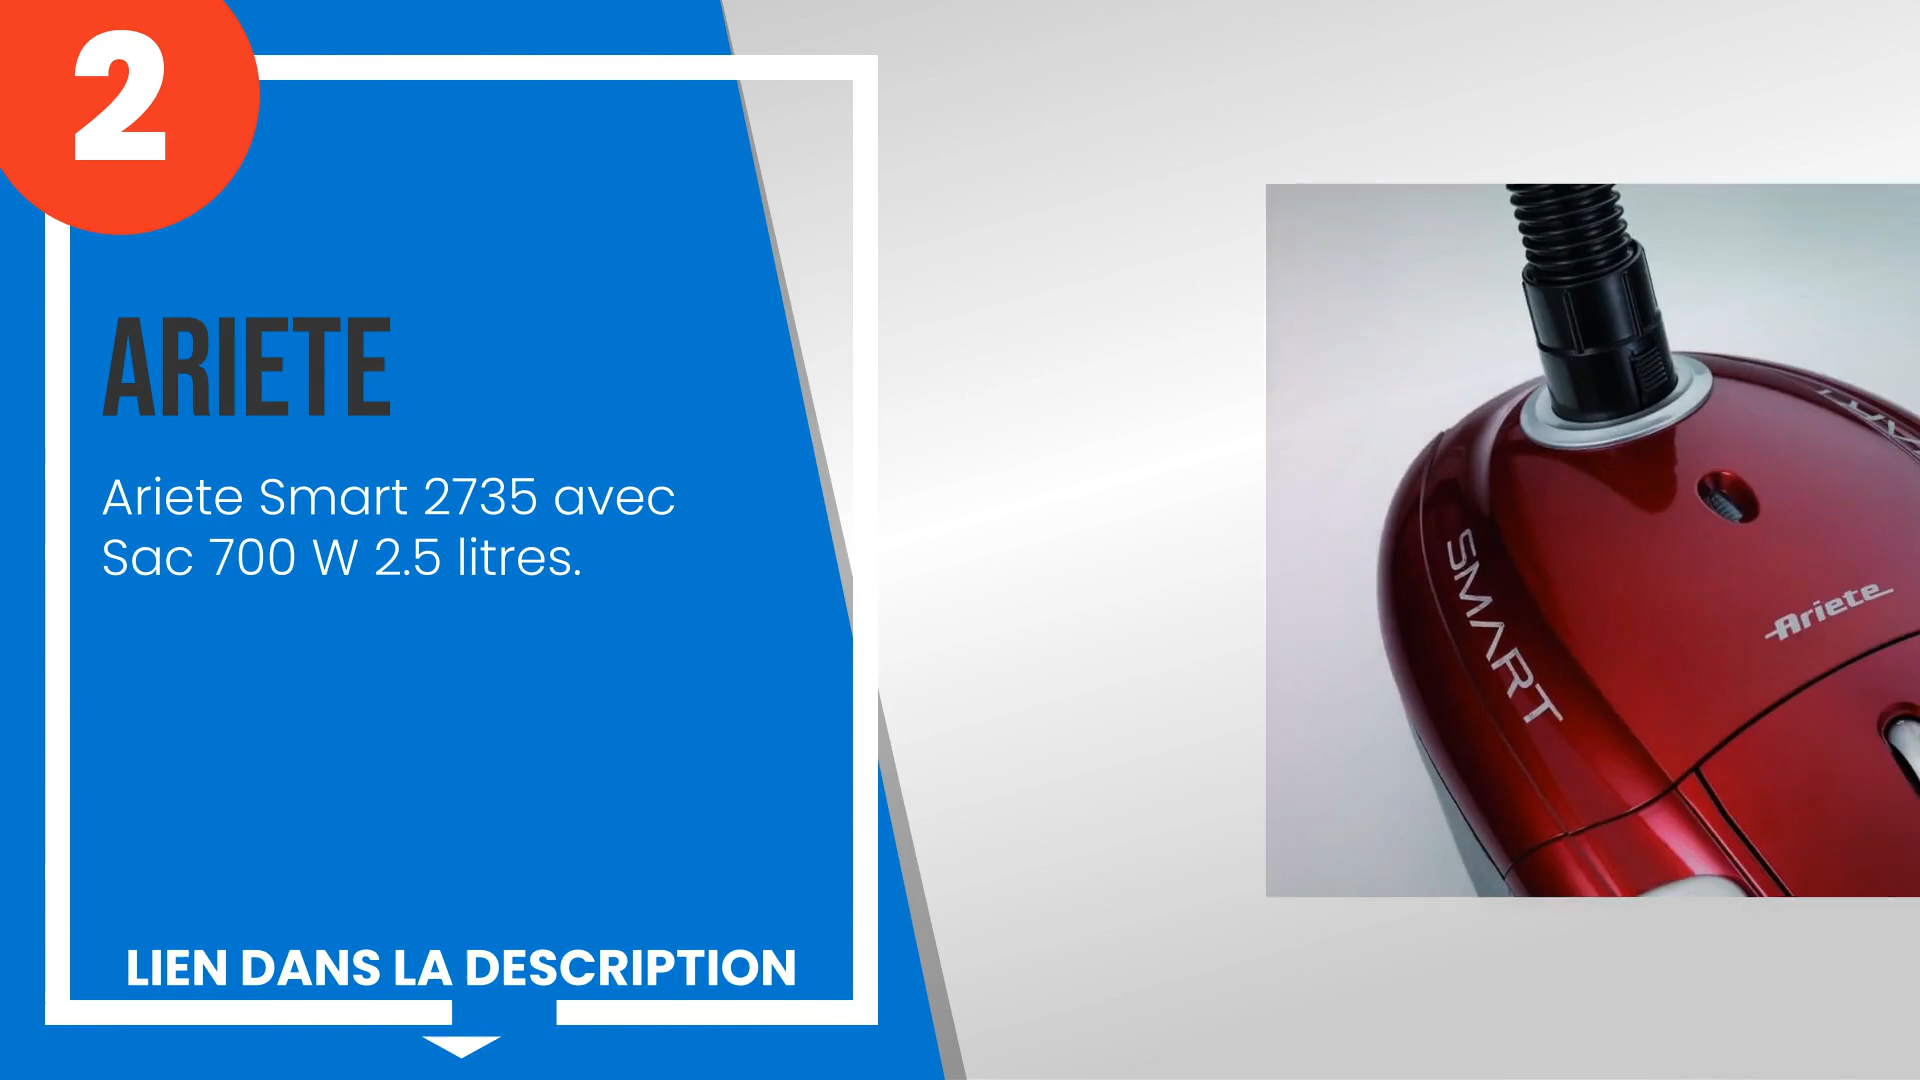 2
ARIETE
Ariete Smart 2735 avec
Sac 700 W 2.5 litres.
LIEN DANS LA DESCRIPTION
SMART
Ariete